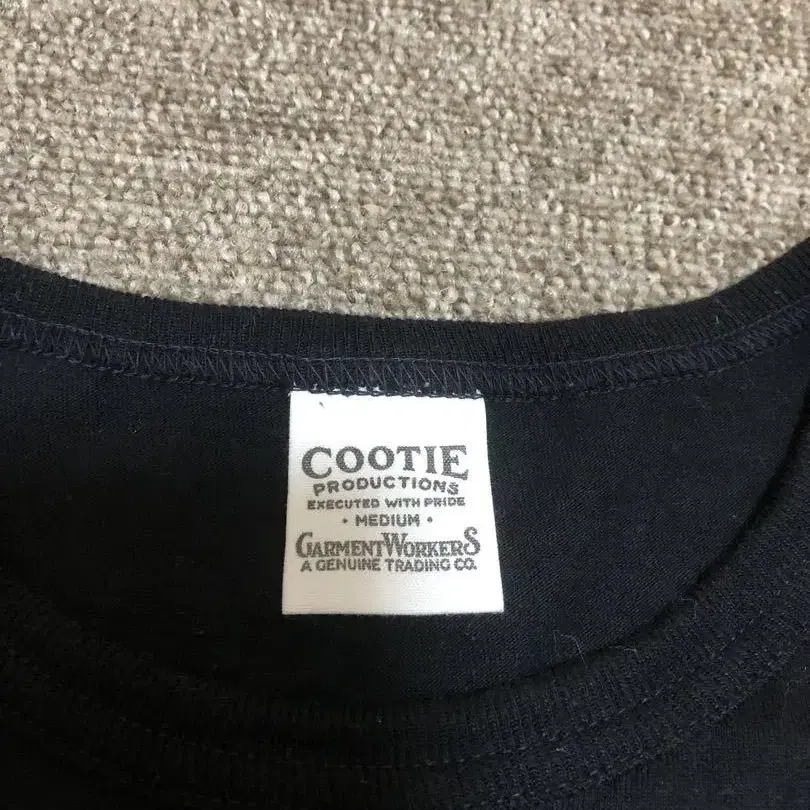 COOTIE
PRODUCTIONS
EXECUTED WITH PRIDE
• MEDIUM •
GARMENTWORKERS
A GENUINE TRADING CO.